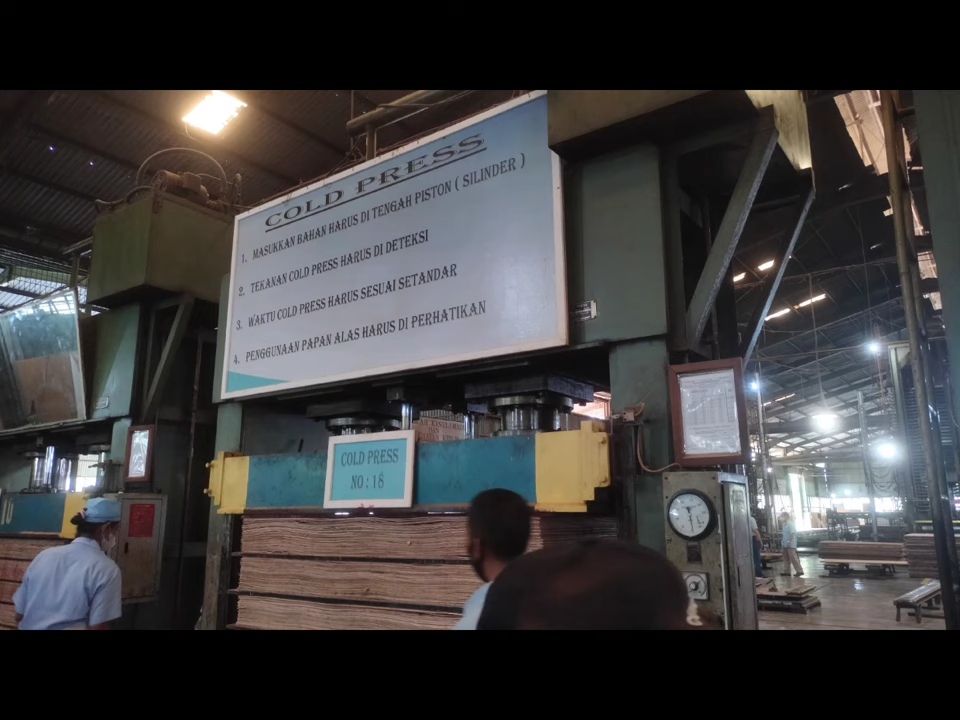 COLD PRESS
1. MASUKKAN BAHAN HARUS DI TENGAH PISTON ( SILINDER )
2. TEKANAN COLD PRESS HARUS DI DETEKSI
3. WAKTU COLD PRESS HARUS SESUAI SETANDAR
4. PENGGUNAAN PAPAN ALAS HARUS DI PERHATIKAN
COLD PRESS
NO : 18